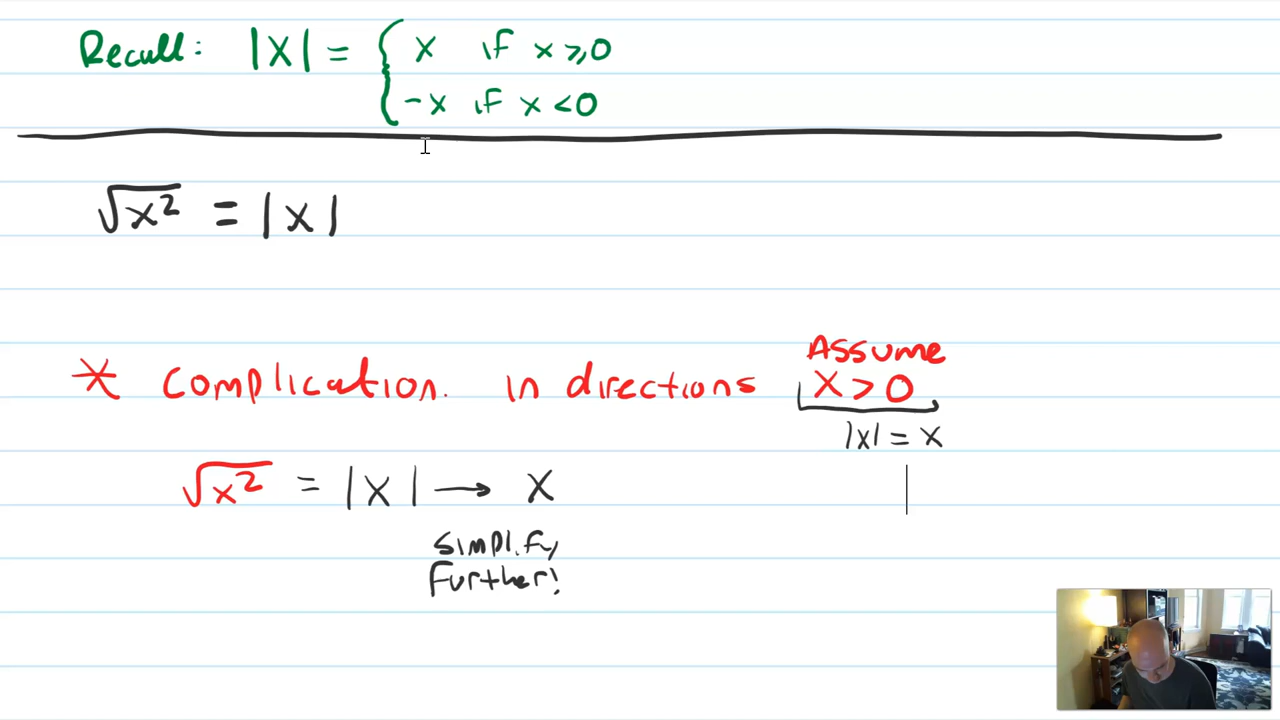 Recall: |X| = { x if x ≥ 0
-x if x < 0
√x² = |x|
Assume
* Complication. in directions X > 0
|x| = x
√x² = |X| → X
simplify
Further!